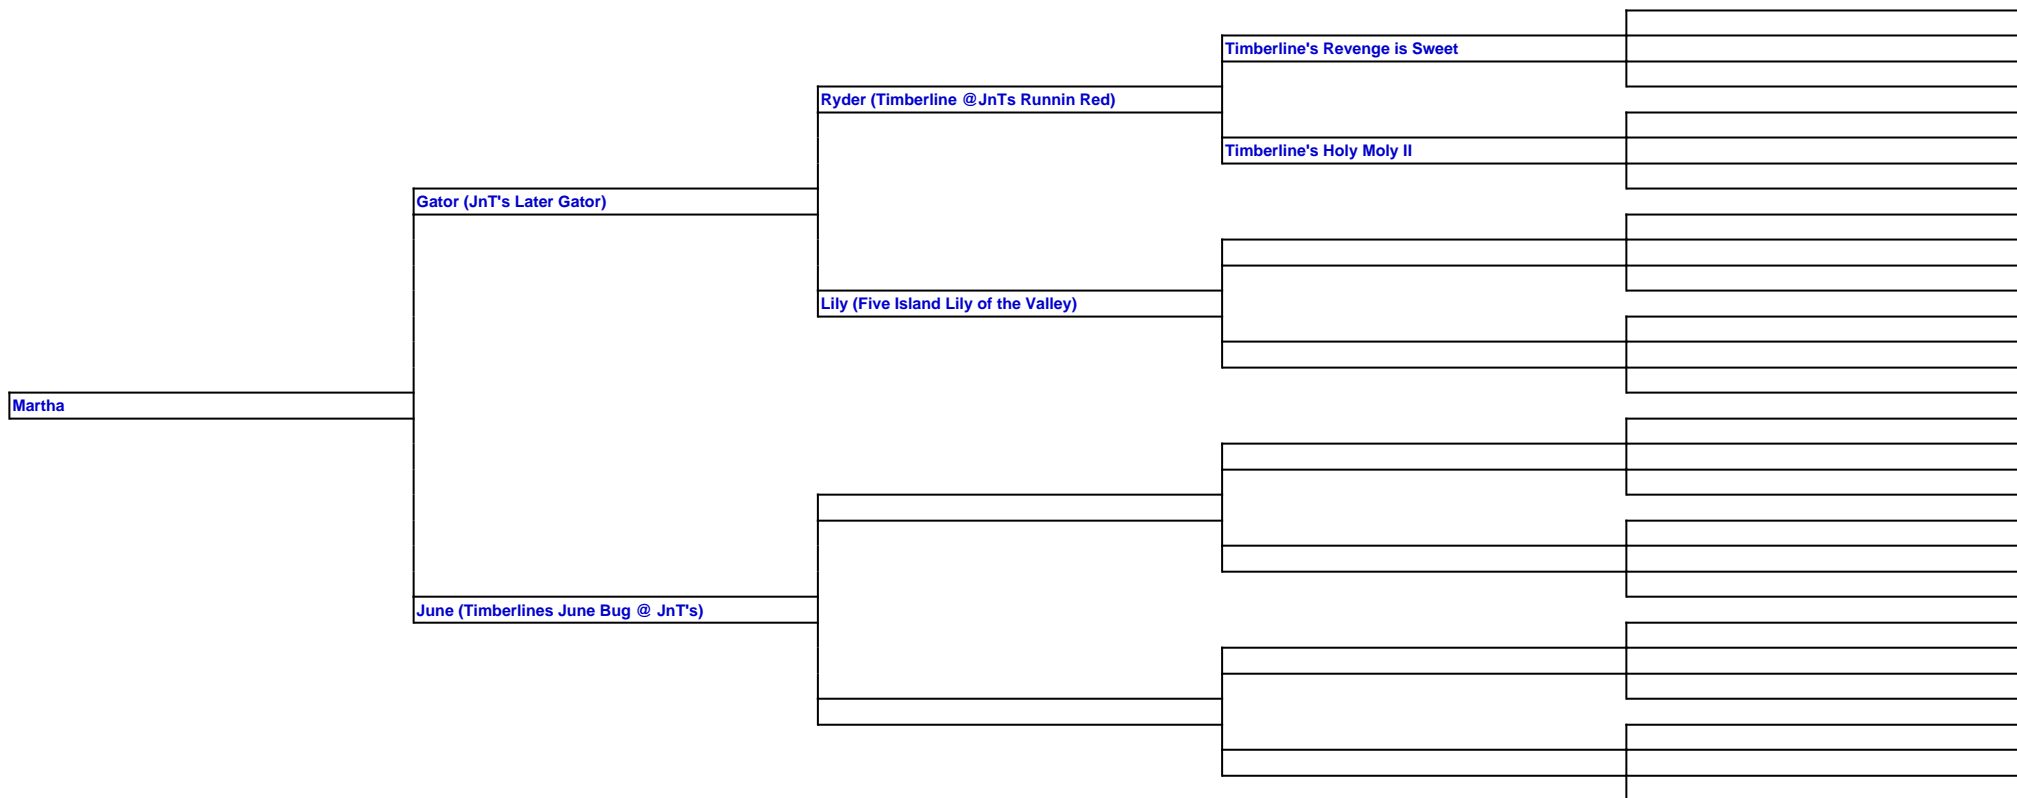 Timberline's Revenge is Sweet
Ryder (Timberline @JnTs Runnin Red)
Timberline's Holy Moly II
Gator (JnT's Later Gator)
Lily (Five Island Lily of the Valley)
Martha
June (Timberlines June Bug @ JnT's)